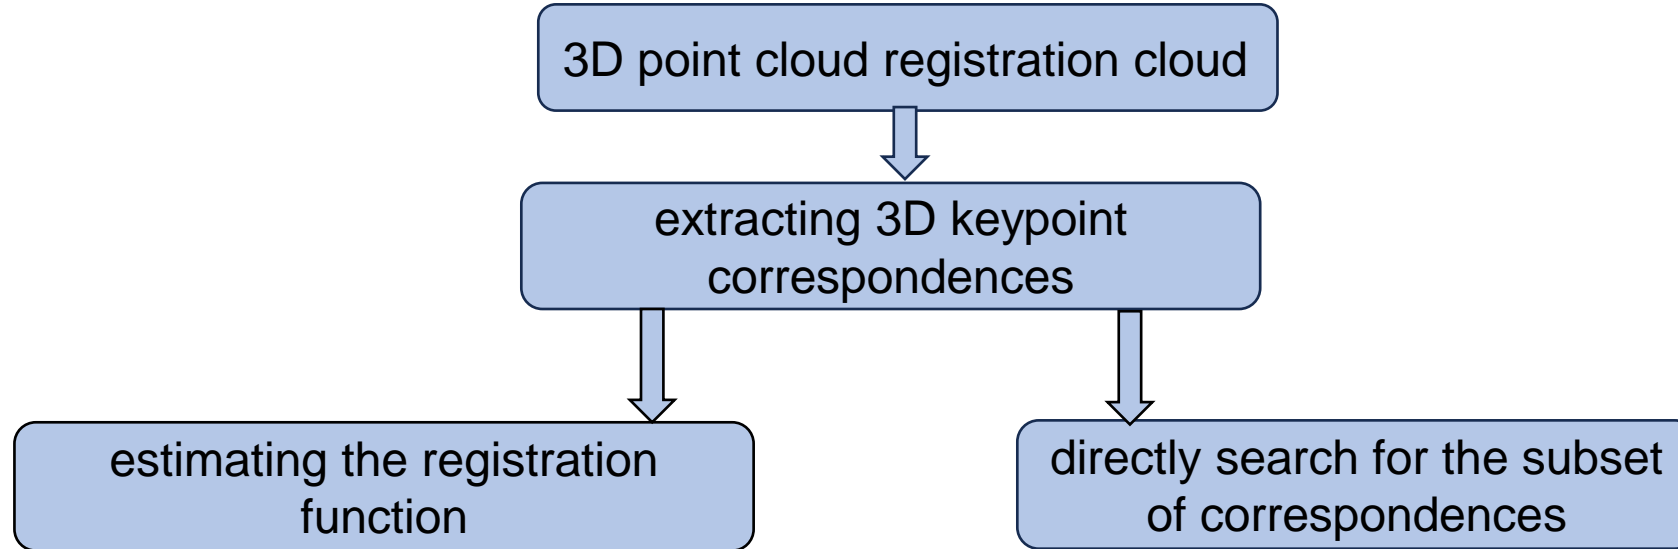 3D point cloud registration cloud
extracting 3D keypoint
correspondences
estimating the registration
function
directly search for the subset
of correspondences